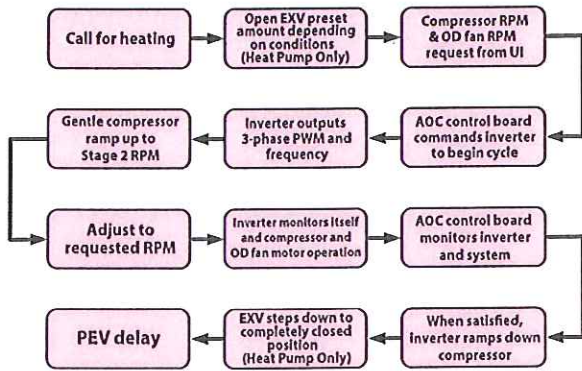 Call for heating
Open EXV preset
amount depending
on conditions
(Heat Pump Only)
Compressor RPM
& OD fan RPM
request from UI
AOC control board
commands inverter
to begin cycle
Inverter outputs
3-phase PWM and
frequency
Gentle compressor
ramp up to
Stage 2 RPM
Adjust to
requested RPM
Inverter monitors itself
and compressor and
OD fan motor operation
AOC control board
monitors inverter
and system
When satisfied,
inverter ramps down
compressor
EXV steps down to
completely closed
position
(Heat Pump Only)
PEV delay